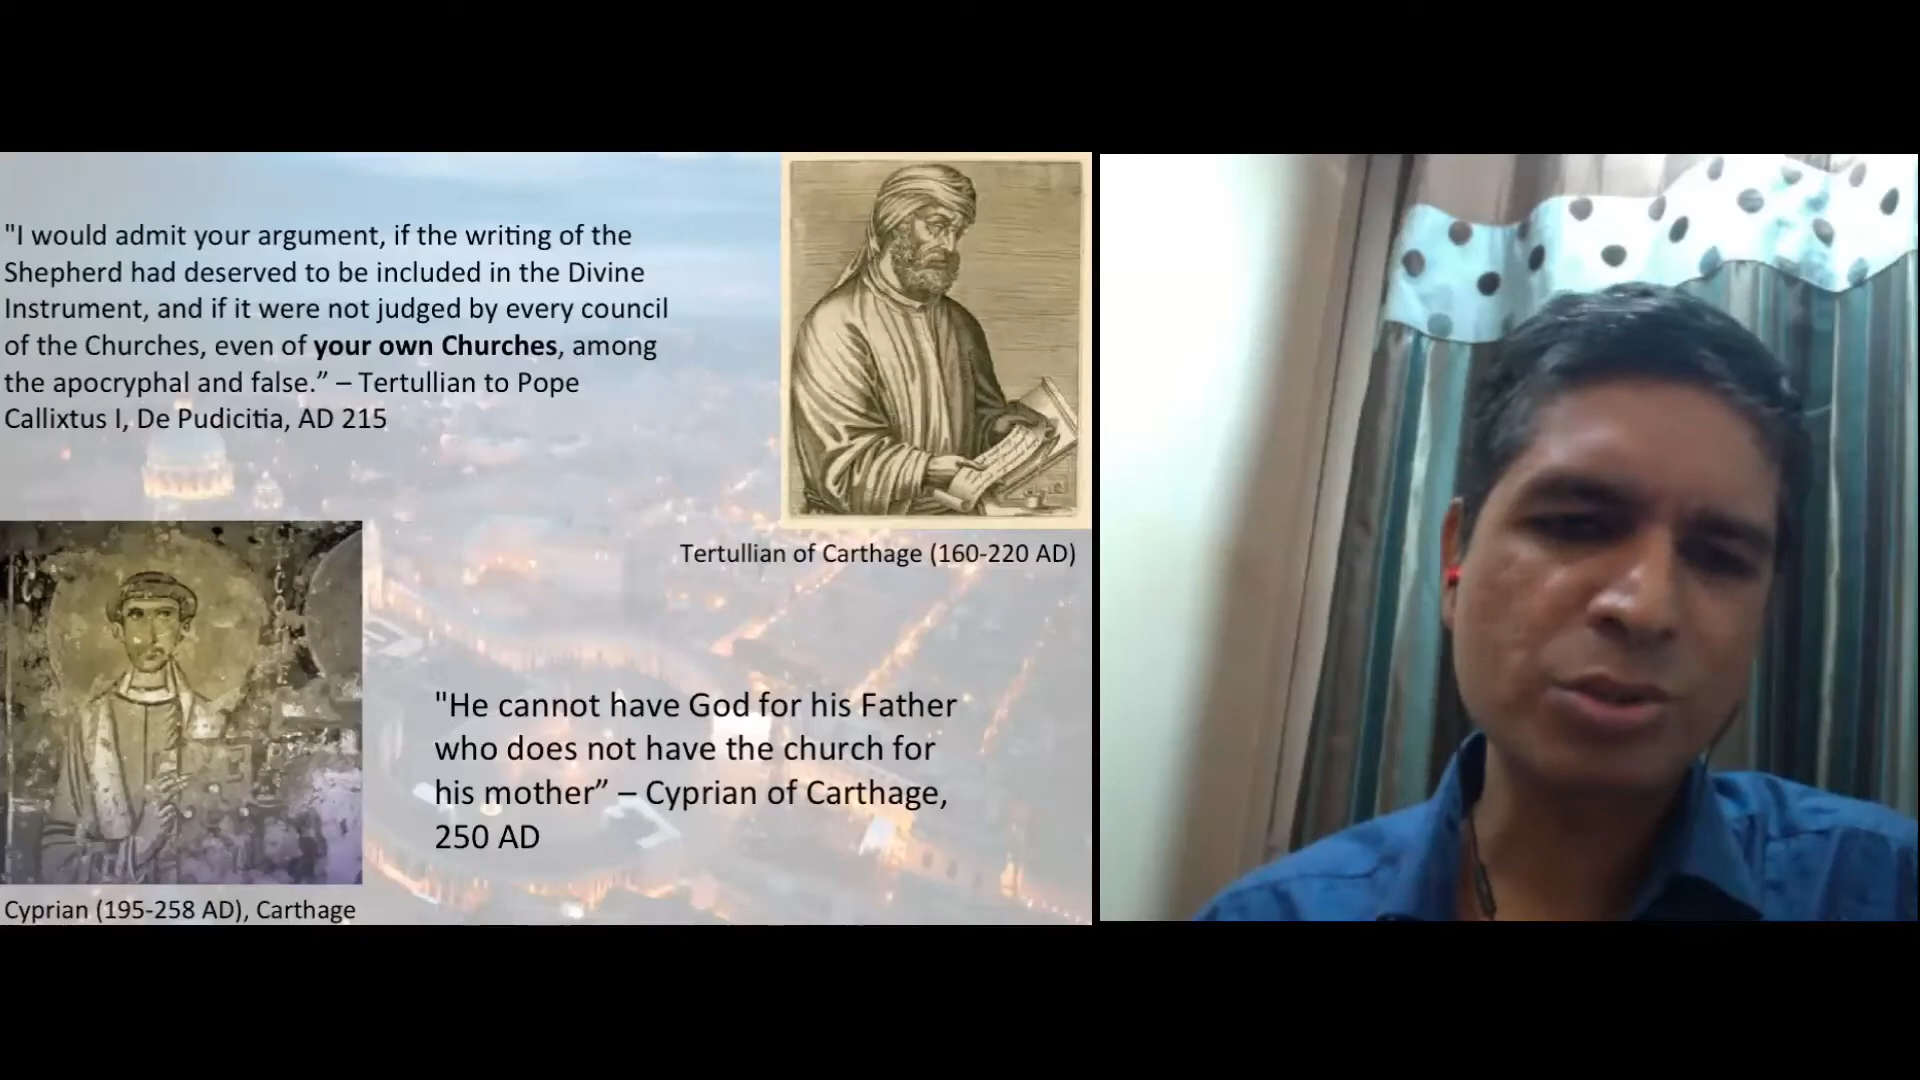 "I would admit your argument, if the writing of the
Shepherd had deserved to be included in the Divine
Instrument, and if it were not judged by every council
of the Churches, even of your own Churches, among
the apocryphal and false.” – Tertullian to Pope
Callixtus I, De Pudicitia, AD 215
Tertullian of Carthage (160-220 AD)
"He cannot have God for his Father
who does not have the church for
his mother” – Cyprian of Carthage,
250 AD
Cyprian (195-258 AD), Carthage